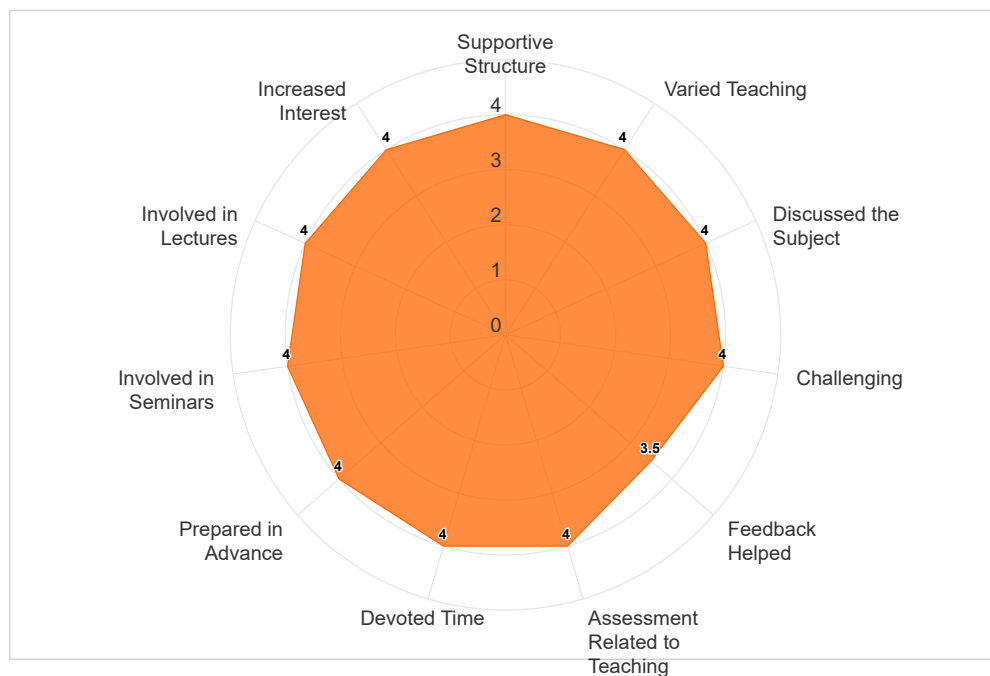 Supportive
Structure
Increased
Interest
Varied Teaching
4
4
4
3
Involved in
Lectures
4
2
4
Discussed the
Subject
1
0
Involved in
Seminars
4
4
Challenging
3.5
4
Prepared in
Advance
Feedback
Helped
4
4
Devoted Time
Assessment
Related to
Teaching